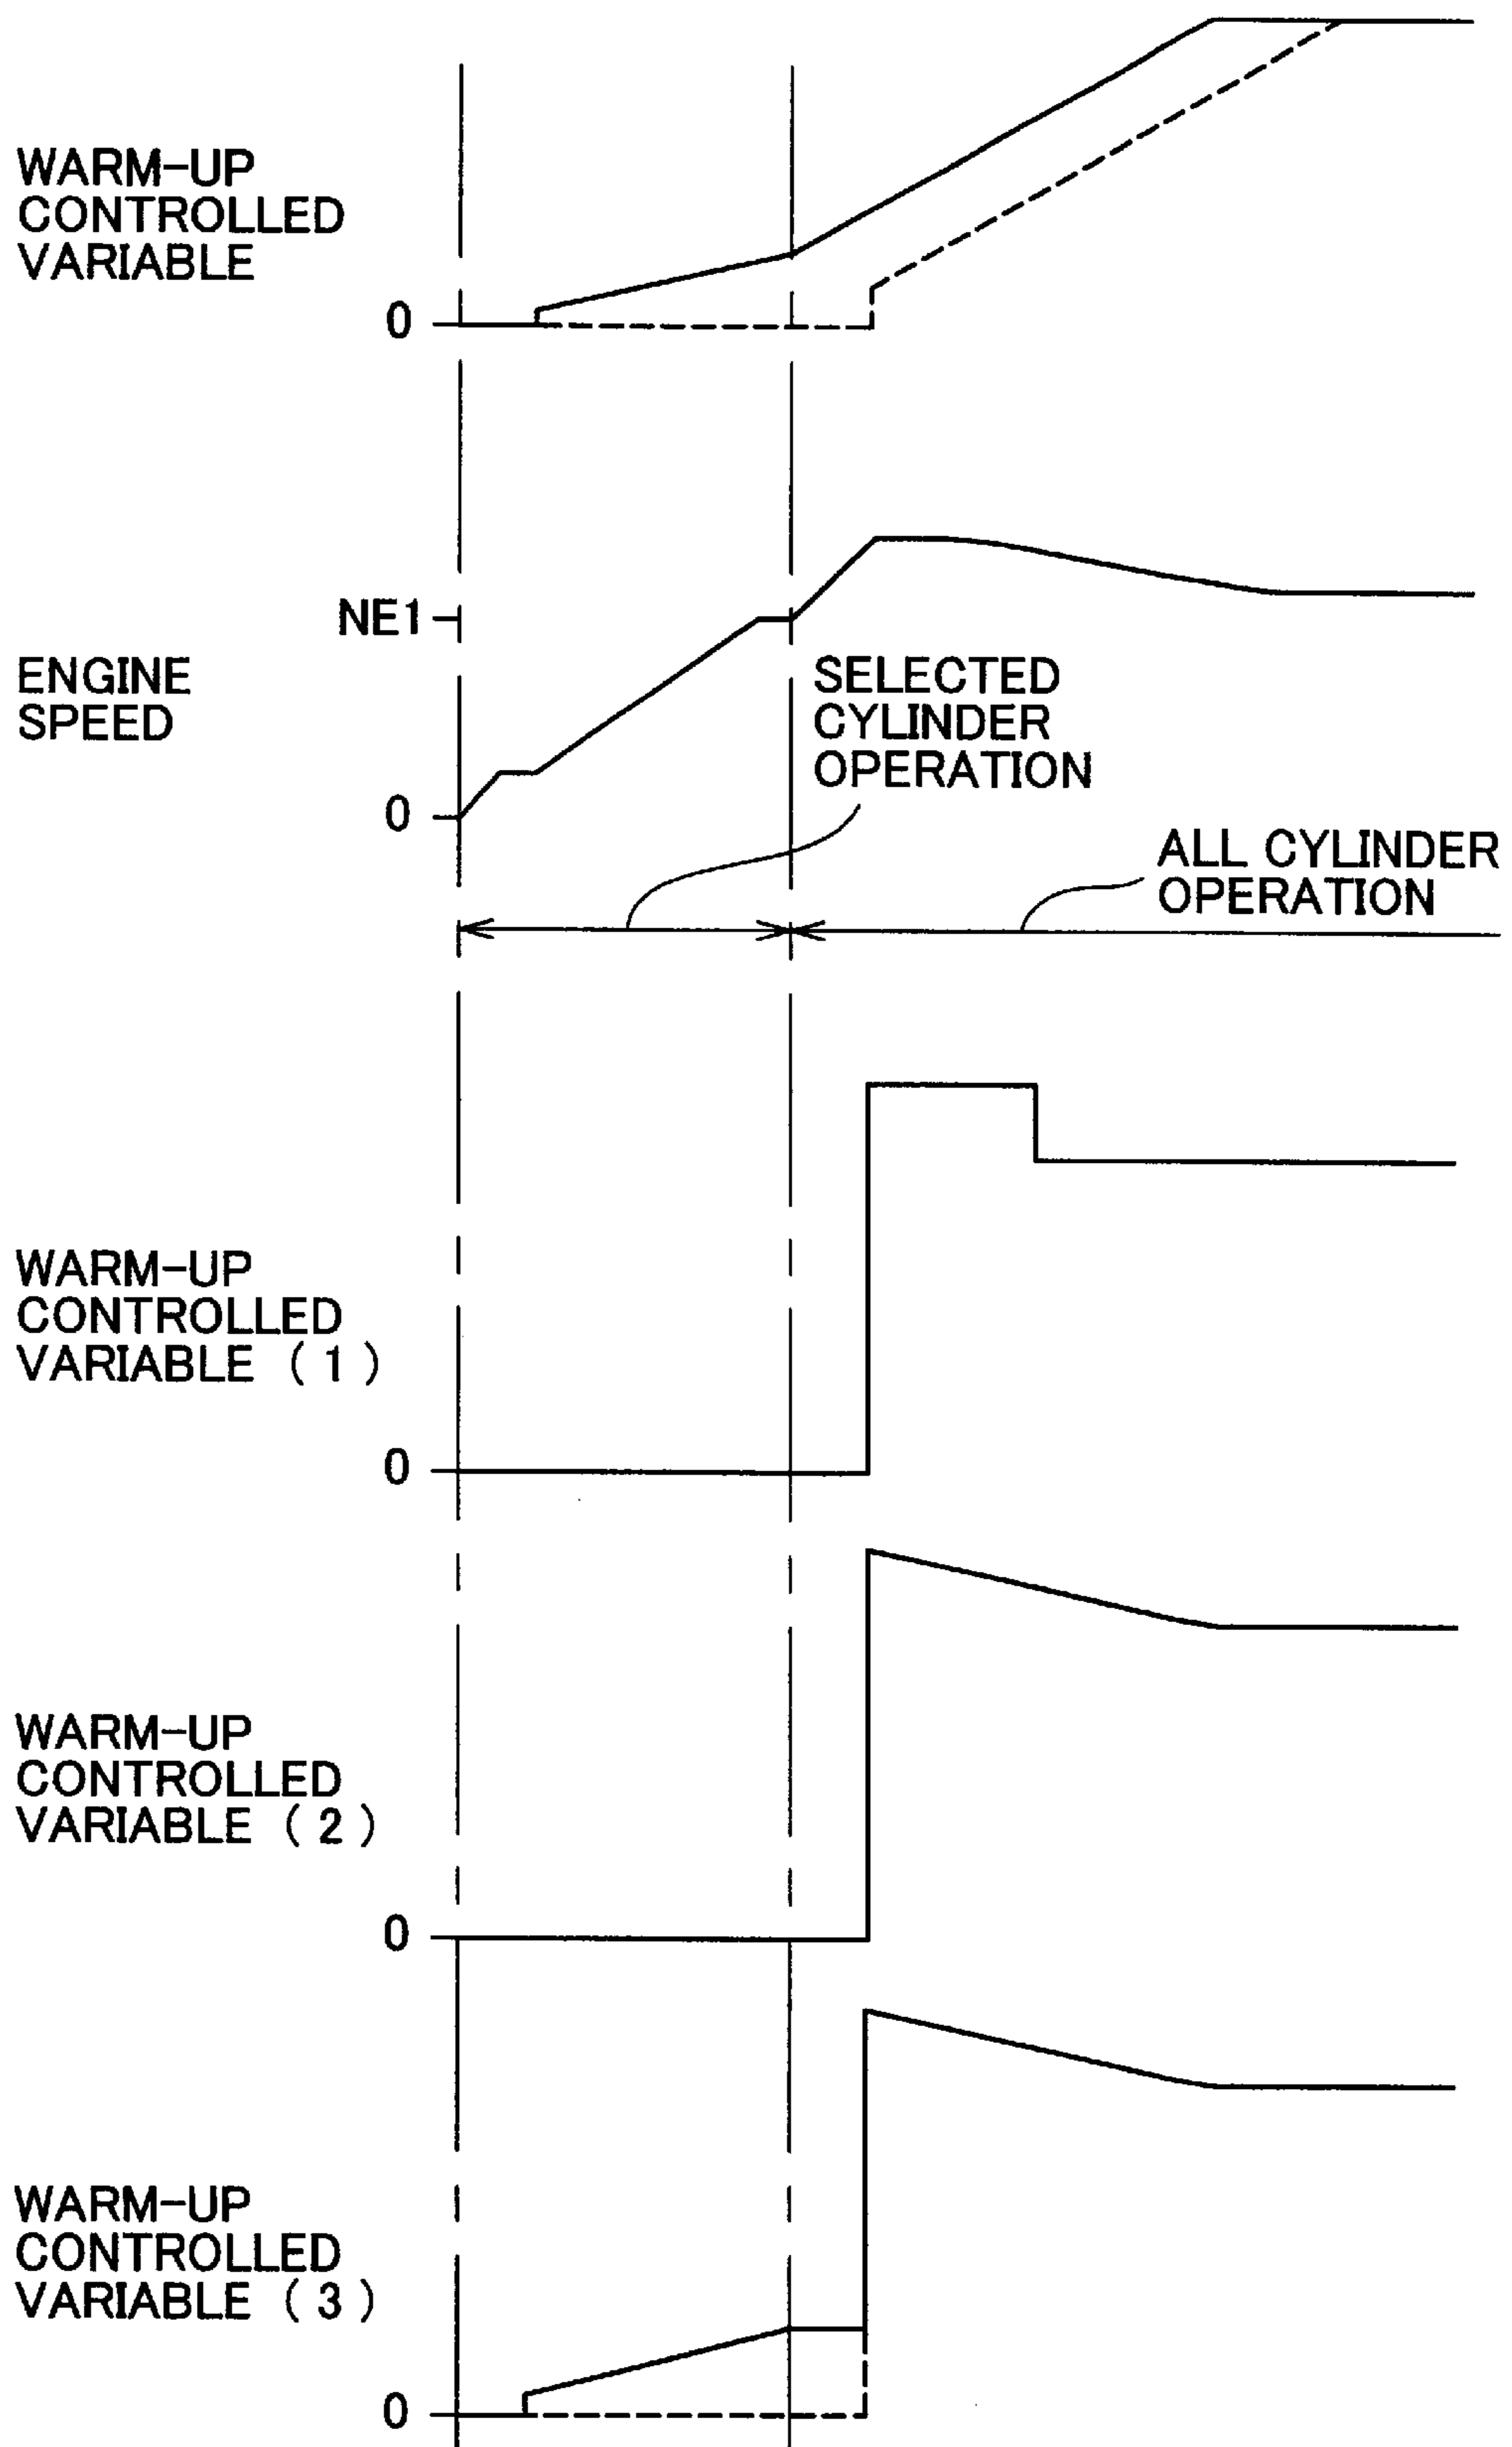 WARM-UP
CONTROLLED
VARIABLE
0
NE1
ENGINE
SPEED
0
SELECTED
CYLINDER
OPERATION
ALL CYLINDER
OPERATION
WARM-UP
CONTROLLED
VARIABLE (1)
0
WARM-UP
CONTROLLED
VARIABLE (2)
0
WARM-UP
CONTROLLED
VARIABLE (3)
0